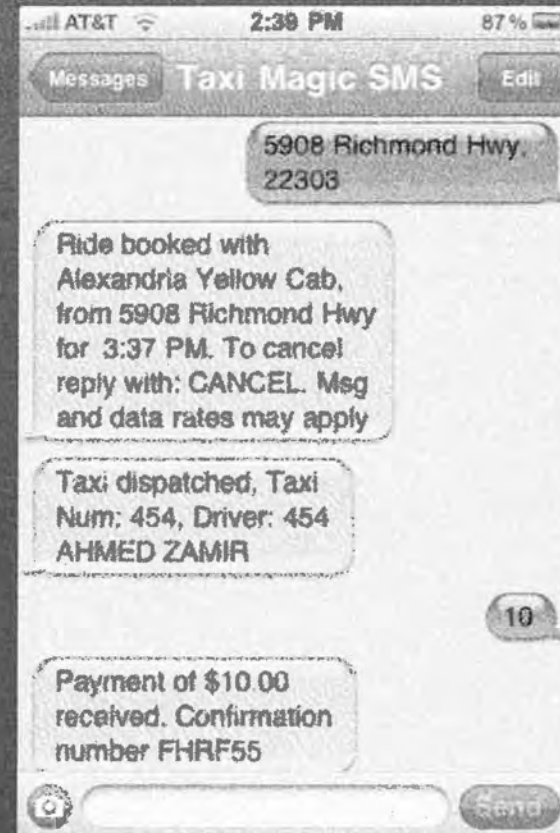 AT&T 2:39 PM 87%
Messages Taxi Magic SMS Edit
5908 Richmond Hwy,
22303
Ride booked with
Alexandria Yellow Cab,
from 5908 Richmond Hwy
for 3:37 PM. To cancel
reply with: CANCEL. Msg
and data rates may apply
Taxi dispatched, Taxi
Num: 454, Driver: 454
AHMED ZAMIR
10
Payment of $10.00
received. Confirmation
number FHRF55
Send